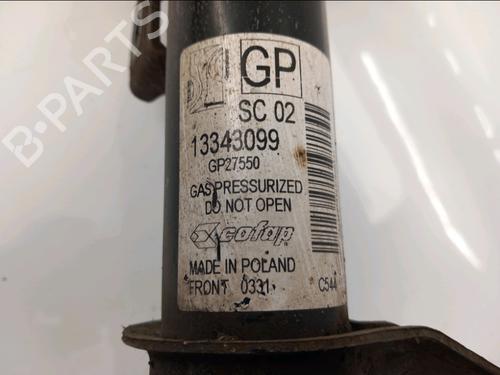 GP
SC 02
13343099
GP27550
GAS PRESSURIZED
DO NOT OPEN
cofap
MADE IN POLAND
FRONT 0331
C544
B-PARTS